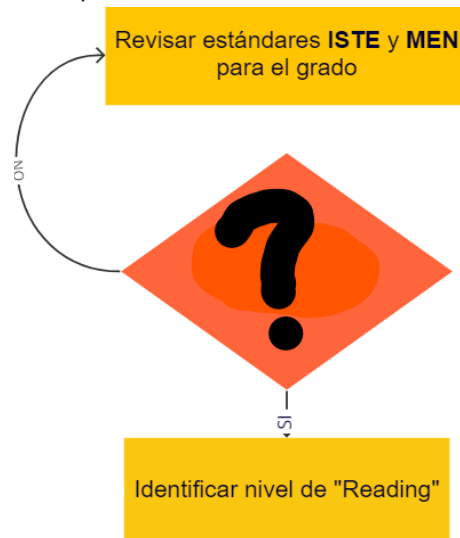 Revisar estándares ISTE y MEN
para el grado
NO
?
SI
Identificar nivel de "Reading"